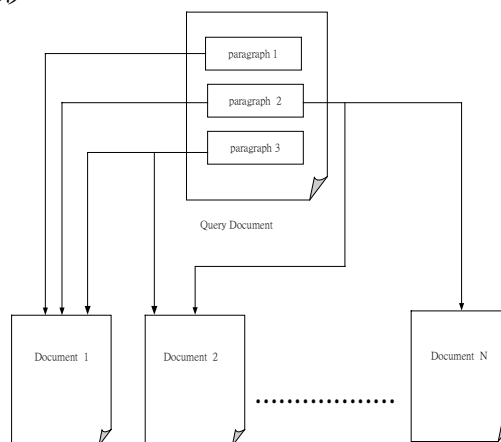 paragraph 1
paragraph 2
paragraph 3
Query Document
Document 1
Document 2
Document N